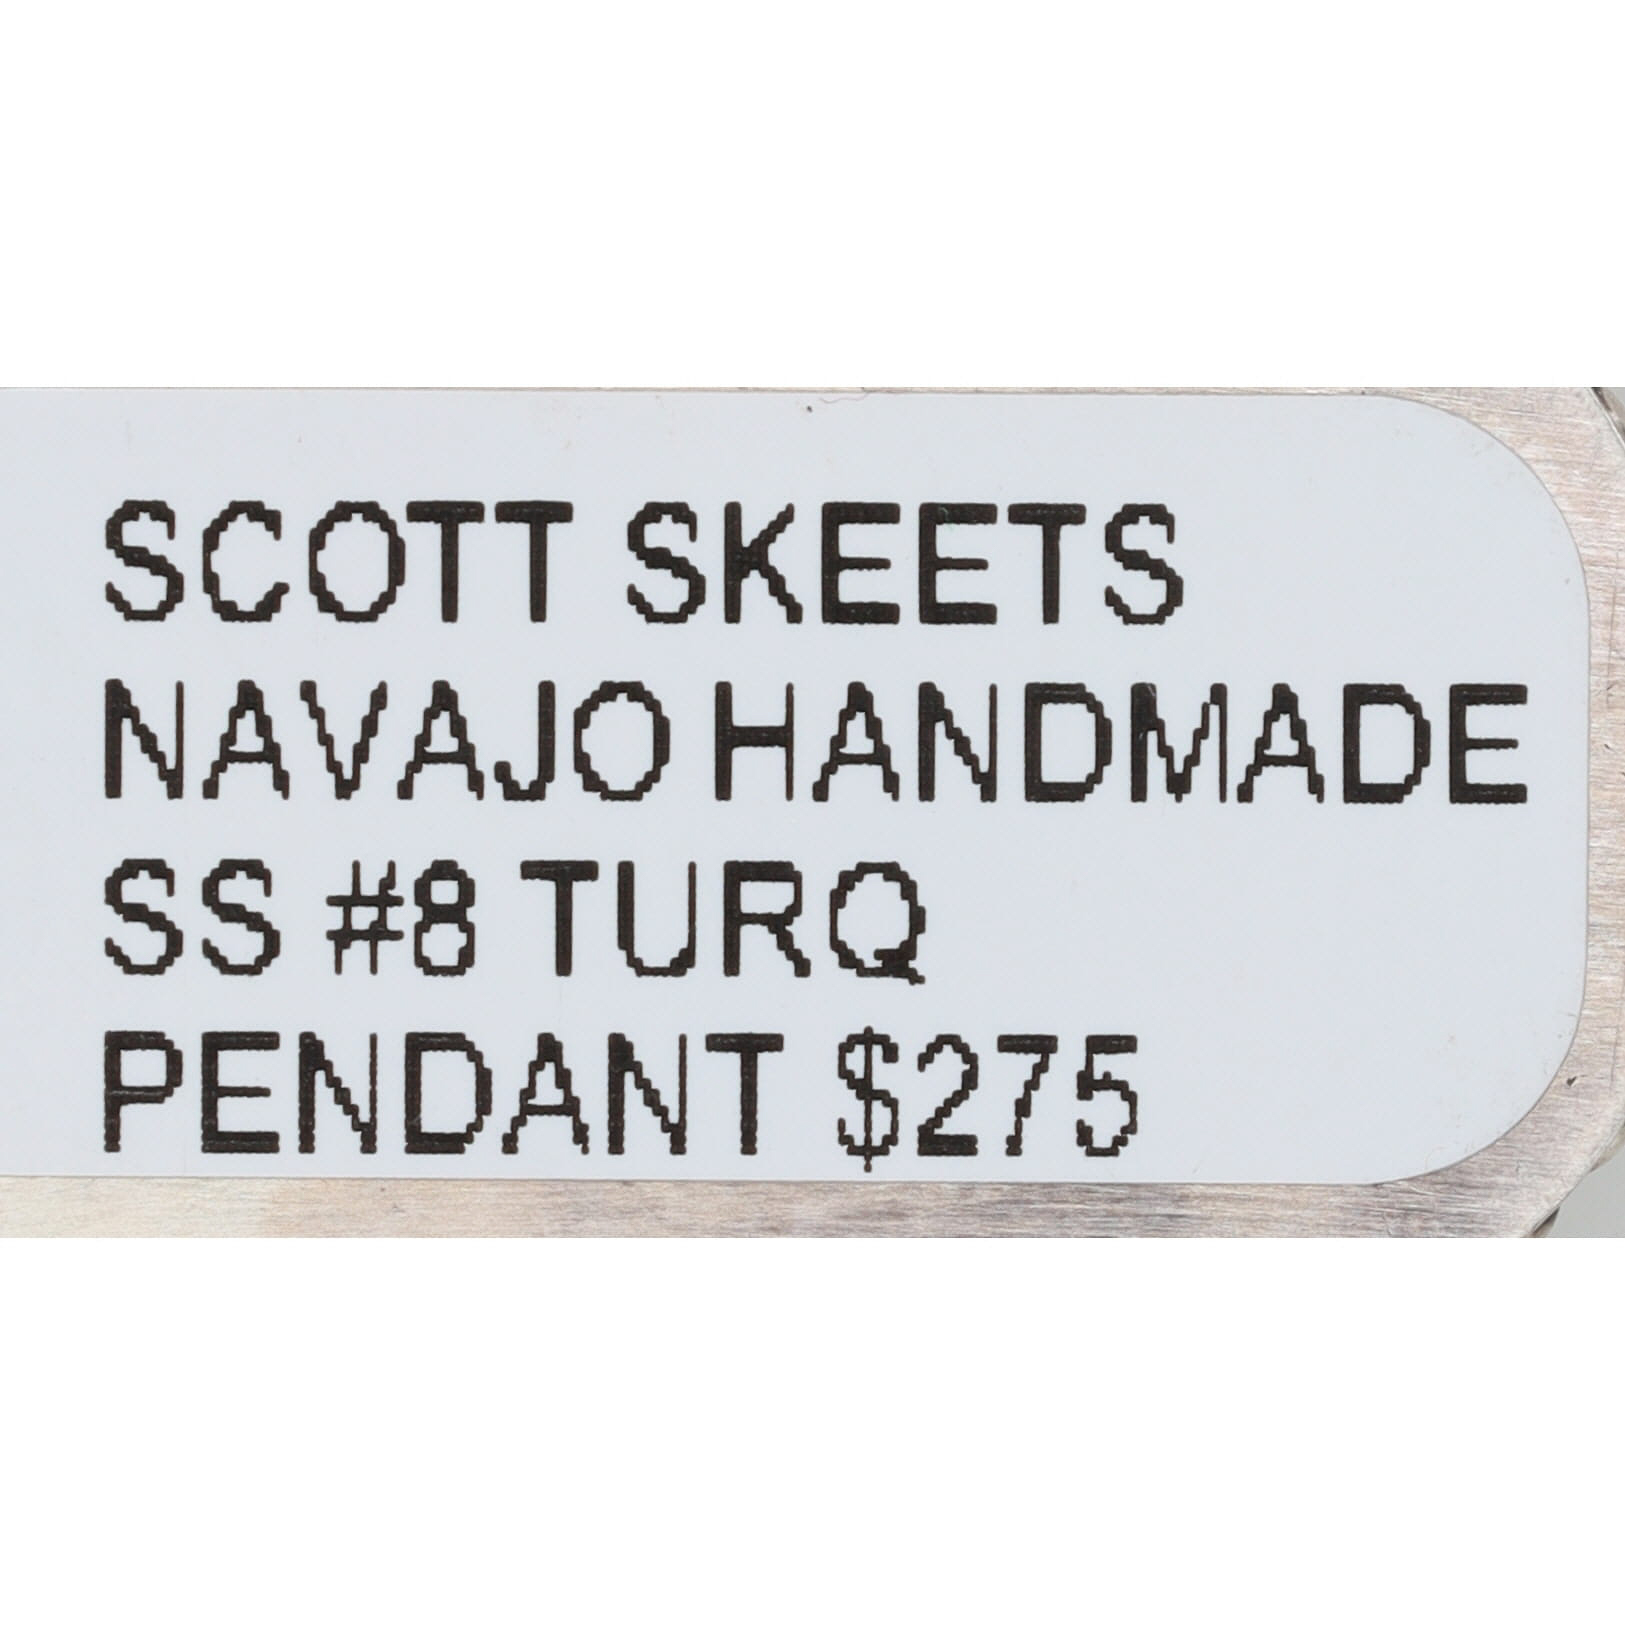 SCOTT SKEETS
NAVAJO HANDMADE
SS #8 TURQ
PENDANT $275